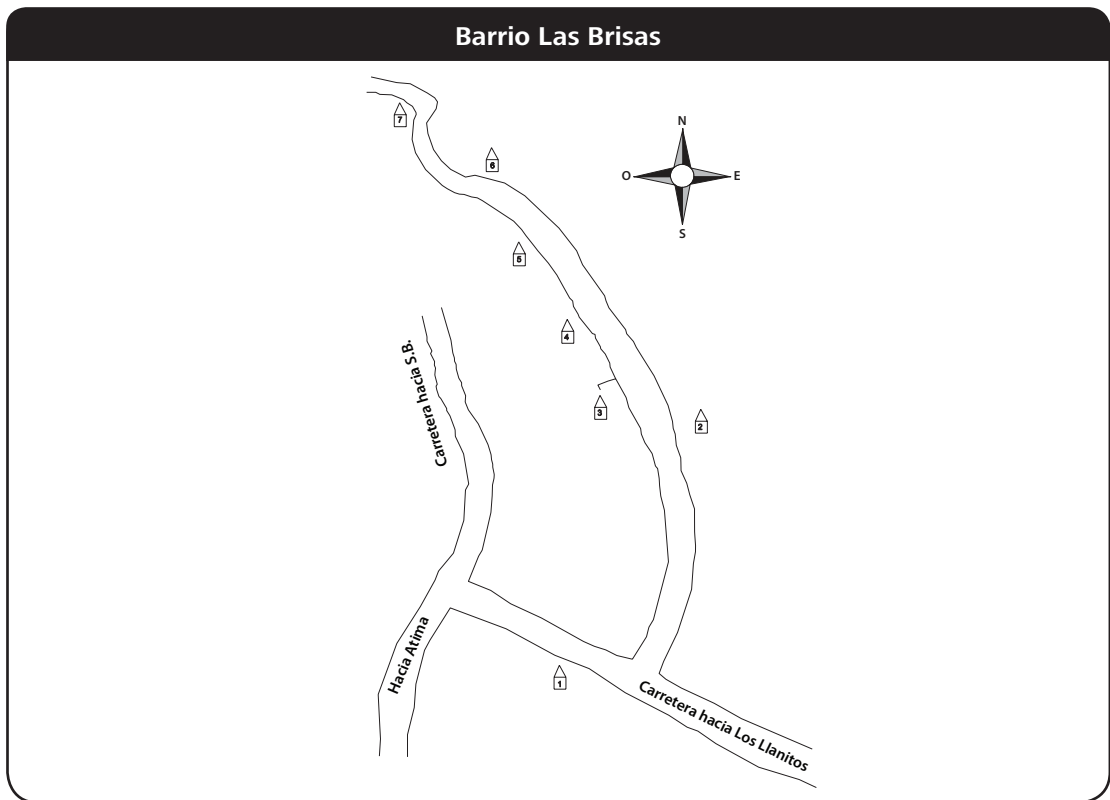 Barrio Las Brisas
7
N
6
O
E
S
5
4
Carretera hacia S.B.
3
2
Hacia Atima
1
Carretera hacia Los Llanitos